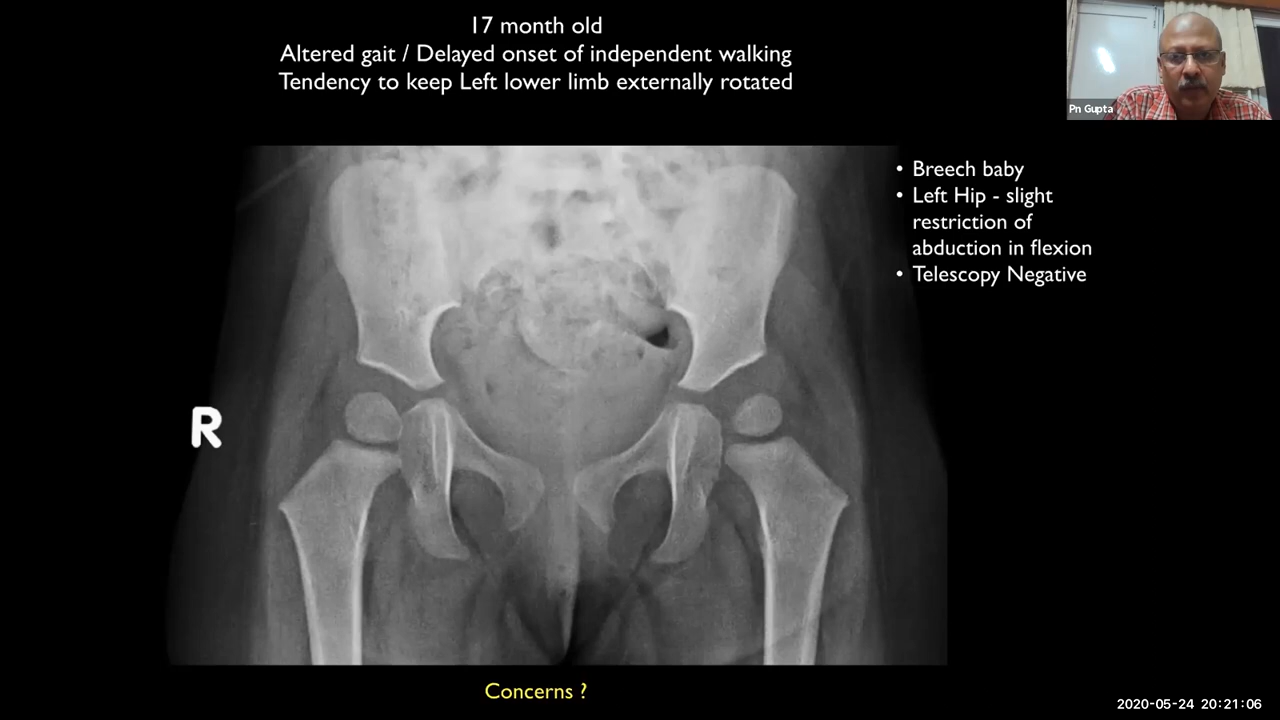 17 month old
Altered gait / Delayed onset of independent walking
Tendency to keep Left lower limb externally rotated
Pn Gupta
• Breech baby
• Left Hip - slight
restriction of
abduction in flexion
• Telescopy Negative
R
Concerns ?
2020-05-24 20:21:06